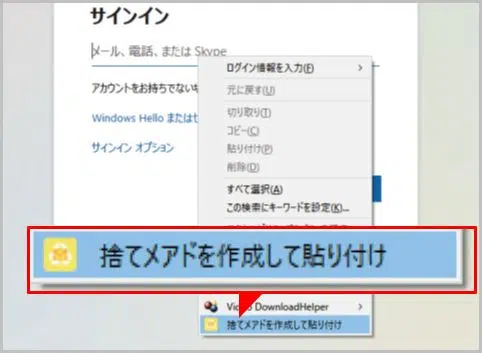 サインイン
メール、電話、または Skype
アカウントをお持ちでない
Windows Hello または
サインイン オプション
ログイン情報を入力(F)
元に戻す(U)
切り取り(T)
コピー(C)
貼り付け(P)
削除(D)
すべて選択(A)
この検索にキーワードを設定(K)...
捨てメアドを作成して貼り付け
Video DownloadHelper
捨てメアドを作成して貼り付け